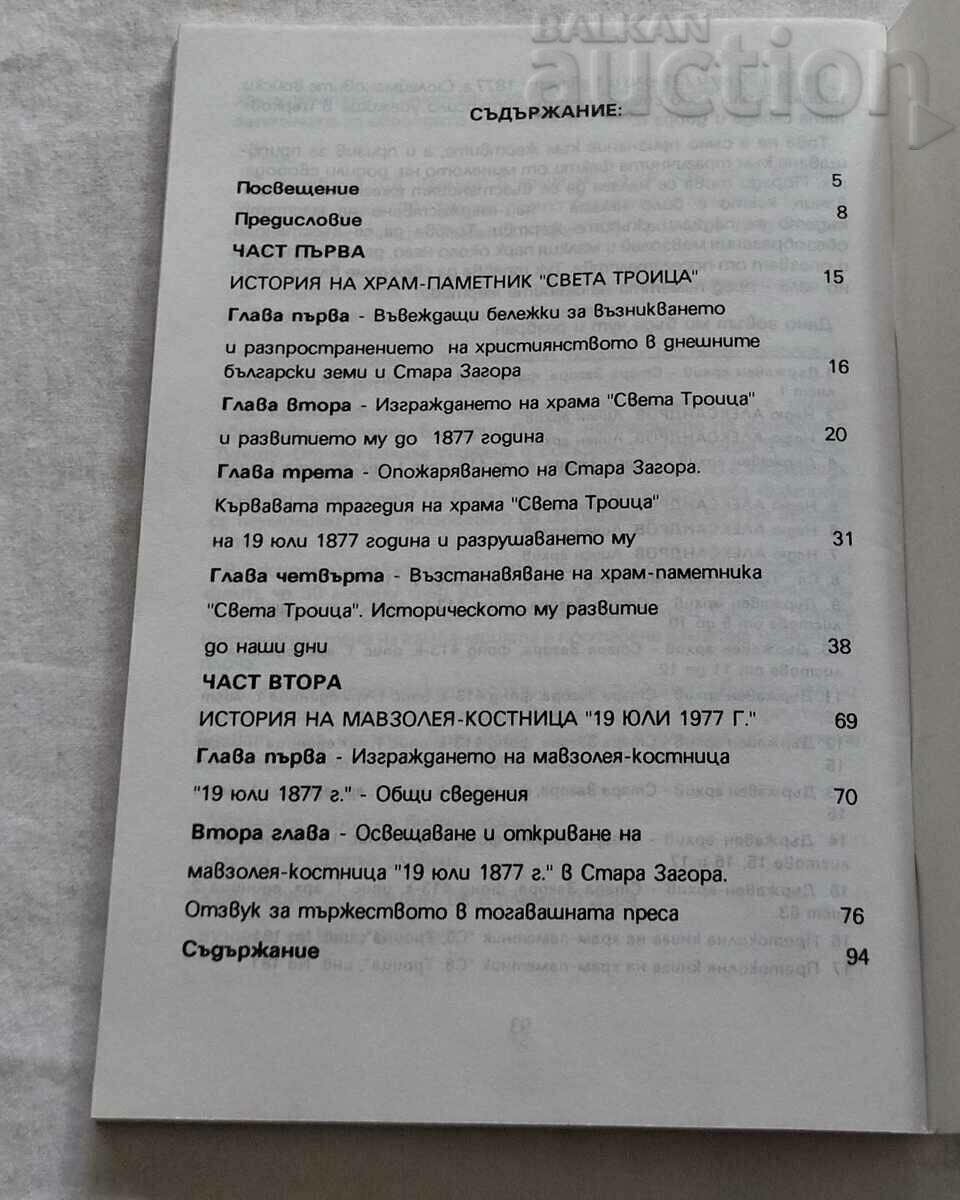 BALKAN
auction
СЪДЪРЖАНИЕ:
Посвещение 5
Предисловие 8
ЧАСТ ПЪРВА
ИСТОРИЯ НА ХРАМ-ПАМЕТНИК "СВЕТА ТРОИЦА" 15
Глава първа - Въвеждащи бележки за възникването
и разпространението на християнството в днешните
български земи и Стара Загора 16
Глава втора - Изграждането на храма "Света Троица"
и развитието му до 1877 година 20
Глава трета - Опожаряването на Стара Загора.
Кървавата трагедия на храма "Света Троица"
на 19 юли 1877 година и разрушаването му 31
Глава четвърта - Възстанавяване на храм-паметника
"Света Троица". Историческото му развитие
до наши дни 38
ЧАСТ ВТОРА
ИСТОРИЯ НА МАВЗОЛЕЯ-КОСТНИЦА "19 ЮЛИ 1977 Г." 69
Глава първа - Изграждането на мавзолея-костница
"19 юли 1877 г." - Общи сведения 70
Втора глава - Освещаване и откриване на
мавзолея-костница "19 юли 1877 г." в Стара Загора.
Отзвук за тържеството в тогавашната преса 76
Съдържание 94